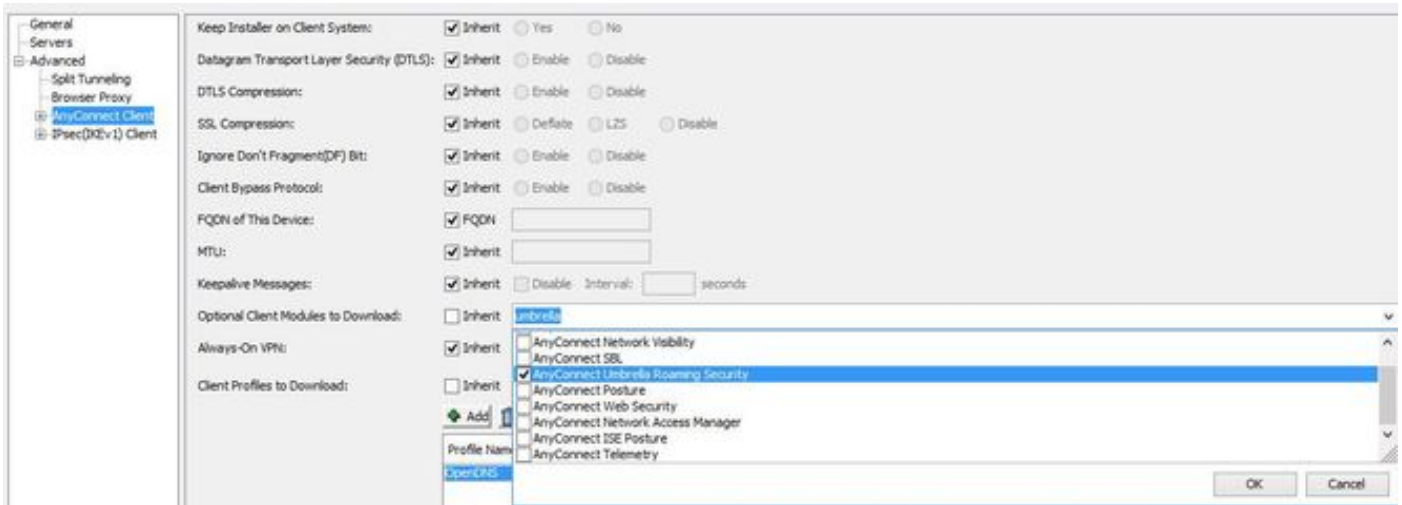 General
Servers
Advanced
Split Tunneling
Browser Proxy
AnyConnect Client
IPsec(IKEv1) Client
Keep Installer on Client System: Inherit Yes No
Datagram Transport Layer Security (DTLS): Inherit Enable Disable
DTLS Compression: Inherit Enable Disable
SSL Compression: Inherit Deflate LZS Disable
Ignore Don't Fragment(DF) Bit: Inherit Enable Disable
Client Bypass Protocol: Inherit Enable Disable
FQDN of This Device: FQDN
MTU: Inherit
Keepalive Messages: Inherit Disable Interval: seconds
Optional Client Modules to Download: Inherit umbrella
Always-On VPN: Inherit
Client Profiles to Download: Inherit
AnyConnect Network Visibility
AnyConnect SBL
AnyConnect Umbrella Roaming Security
AnyConnect Posture
AnyConnect Web Security
AnyConnect Network Access Manager
AnyConnect ISE Posture
AnyConnect Telemetry
Add
Profile Nam
OpenDNS
OK Cancel